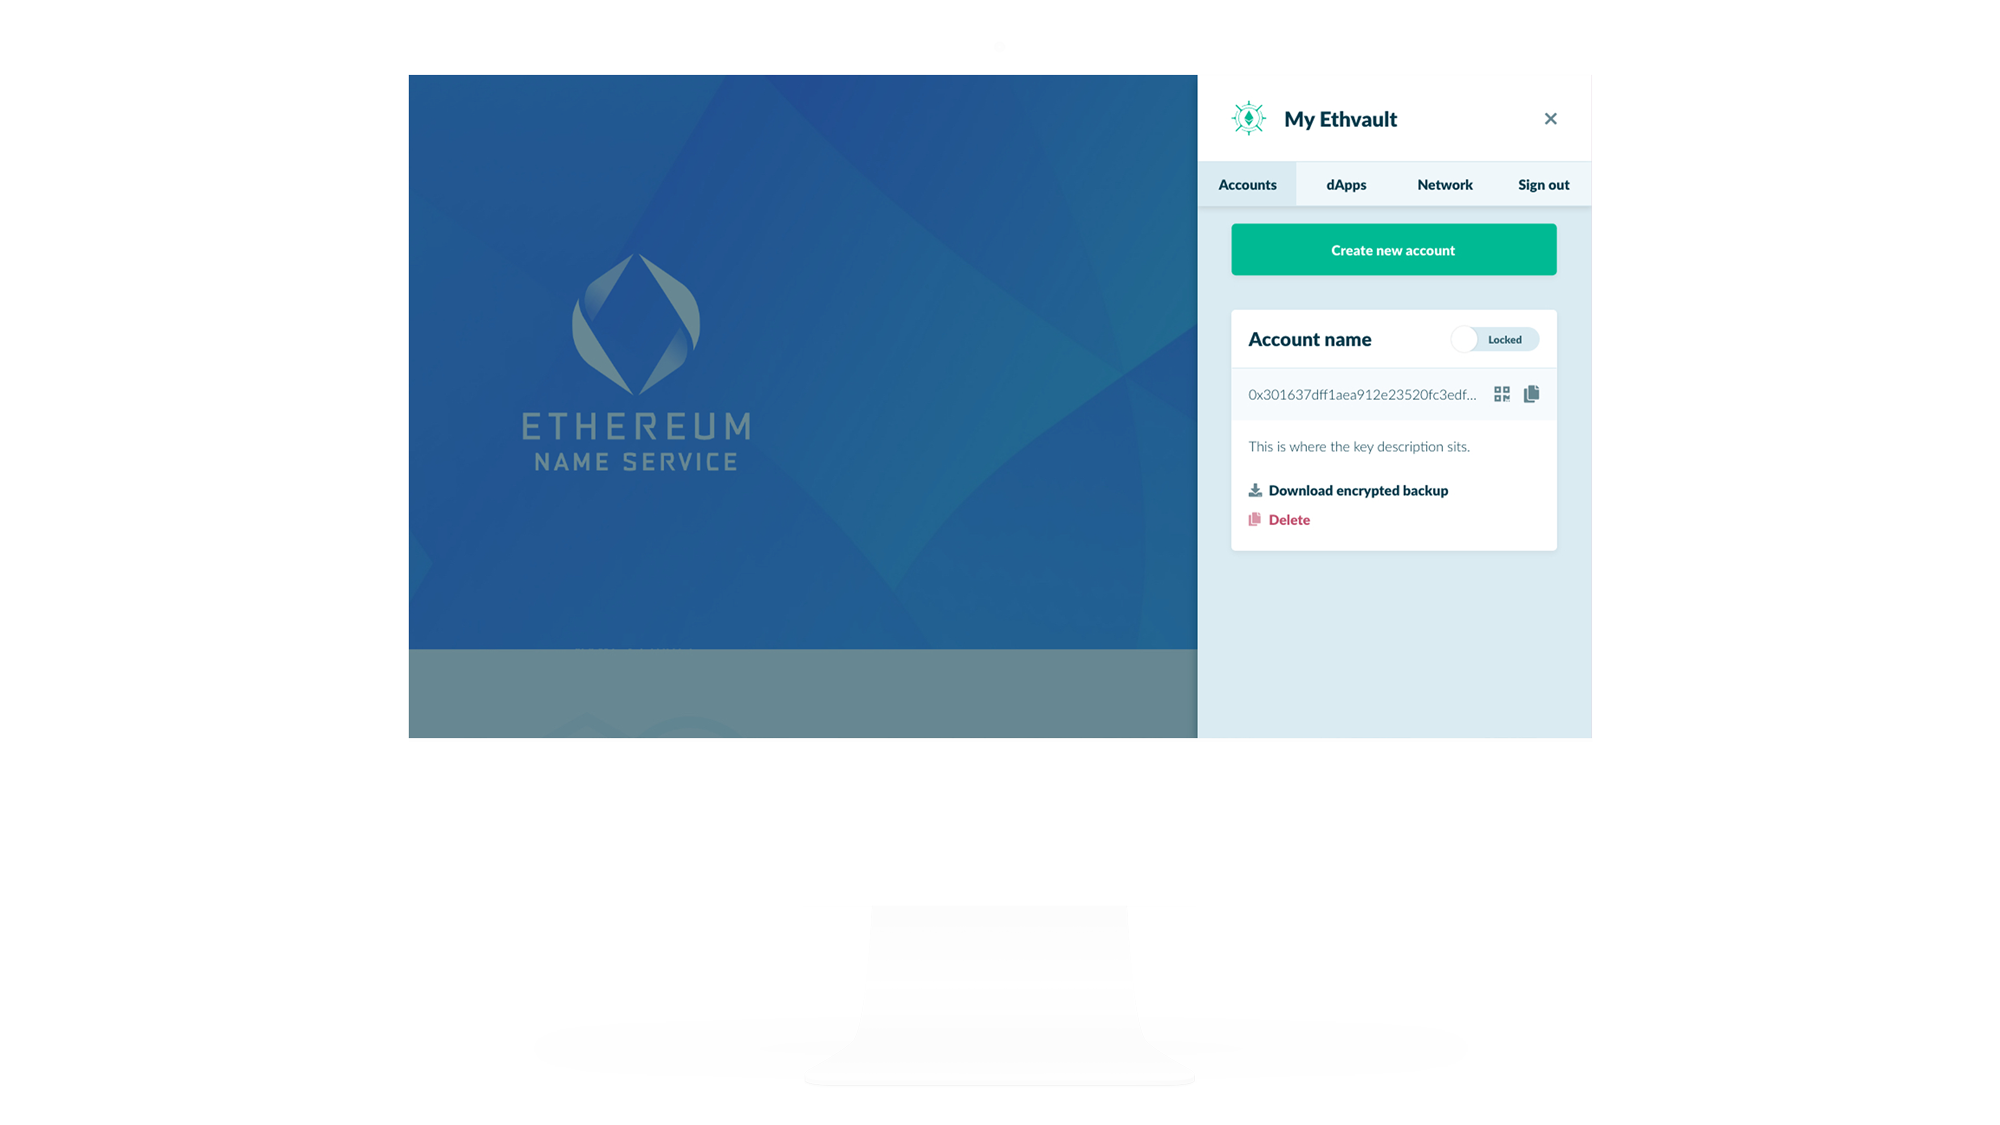 ETHEREUM
NAME SERVICE
My Ethvault
Accounts
dApps
Network
Sign out
Create new account
Account name
Locked
0x301637dff1aea912e23520fc3edf...
This is where the key description sits.
Download encrypted backup
Delete